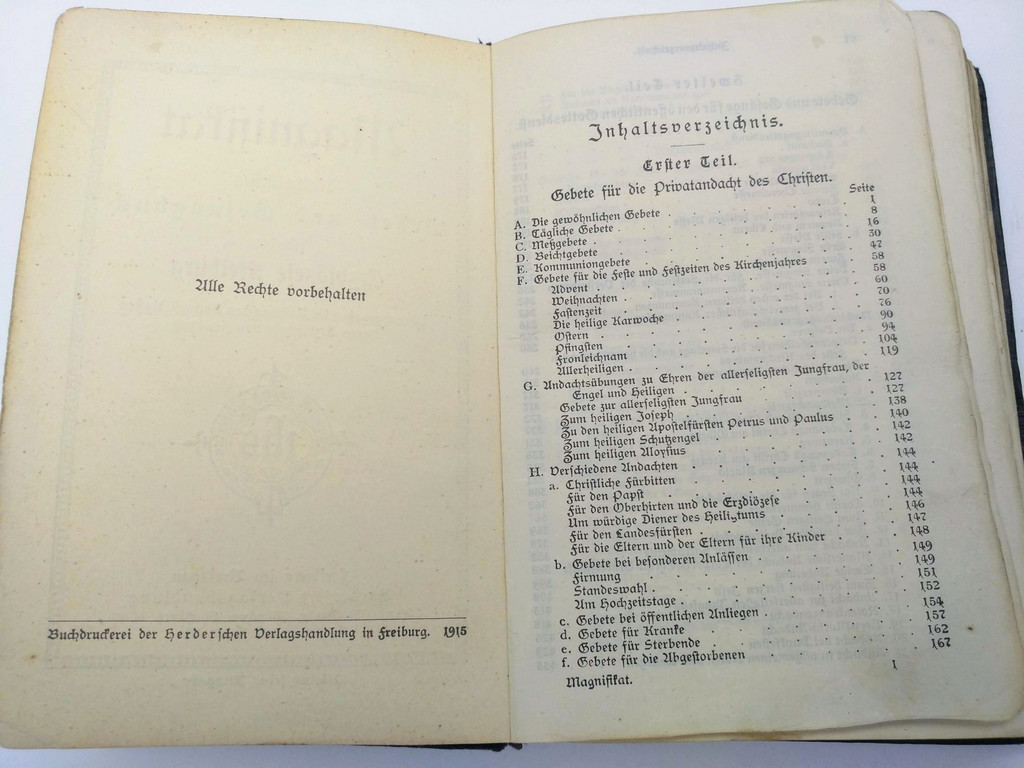 Alle Rechte vorbehalten
Buchdruckerei der Herderschen Verlagshandlung in Freiburg. 1915
Inhaltsverzeichnis.
Erster Teil.
Gebete für die Privatandacht des Christen.
Seite
A. Die gewöhnlichen Gebete . . . 1
B. Tägliche Gebete . . . 8
C. Meßgebete . . . 16
D. Beichtgebete . . . 30
E. Kommuniongebete . . . 47
F. Gebete für die Feste und Festzeiten des Kirchenjahres . . . 58
Advent . . . 58
Weihnachten . . . 60
Fastenzeit . . . 70
Die heilige Karwoche . . . 76
Ostern . . . 90
Pfingsten . . . 94
Fronleichnam . . . 104
Allerheiligen . . . 119
G. Andachtsübungen zu Ehren der allerseligsten Jungfrau, der
Engel und Heiligen . . . 127
Gebete zur allerseligsten Jungfrau . . . 127
Zum heiligen Joseph . . . 138
Zu den heiligen Apostelfürsten Petrus und Paulus . . . 140
Zum heiligen Schutzengel . . . 142
Zum heiligen Aloysius . . . 142
H. Verschiedene Andachten . . . 144
a. Christliche Fürbitten . . . 144
Für den Papst . . . 144
Für den Oberhirten und die Erzdiözese . . . 144
Um würdige Diener des Heiligtums . . . 146
Für den Landesfürsten . . . 147
Für die Eltern und der Eltern für ihre Kinder . . . 148
b. Gebete bei besonderen Anlässen . . . 149
Firmung . . . 149
Standeswahl . . . 151
Am Hochzeitstage . . . 152
c. Gebete bei öffentlichen Anliegen . . . 154
d. Gebete für Kranke . . . 157
e. Gebete für Sterbende . . . 162
f. Gebete für die Abgestorbenen . . . 167
Magnifikat. 1